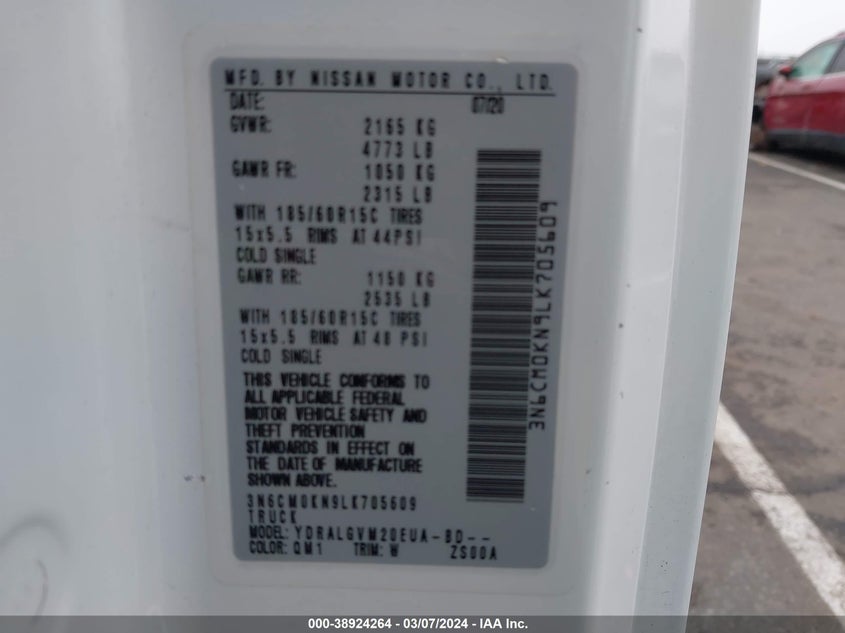 MFD. BY NISSAN MOTOR CO., LTD.
DATE: 07/20
GVWR: 2165 KG
4773 LB
GAWR FR: 1050 KG
2315 LB
WITH 185/60R15C TIRES
15x5.5 RIMS AT 44PSI
COLD SINGLE
GAWR RR: 1150 KG
2535 LB
WITH 185/60R15C TIRES
15x5.5 RIMS AT 48 PSI
COLD SINGLE
THIS VEHICLE CONFORMS TO
ALL APPLICABLE FEDERAL
MOTOR VEHICLE SAFETY AND
THEFT PREVENTION
STANDARDS IN EFFECT ON
THE DATE OF MANUFACTURE
SHOWN ABOVE.
3N6CM0KN9LK705609
TRUCK
MODEL: YDRALGVM20EUA-BD--
COLOR: QM1 TRIM: W ZS00A
3N6CM0KN9LK705609
000-38924264 - 03/07/2024 - IAA Inc.